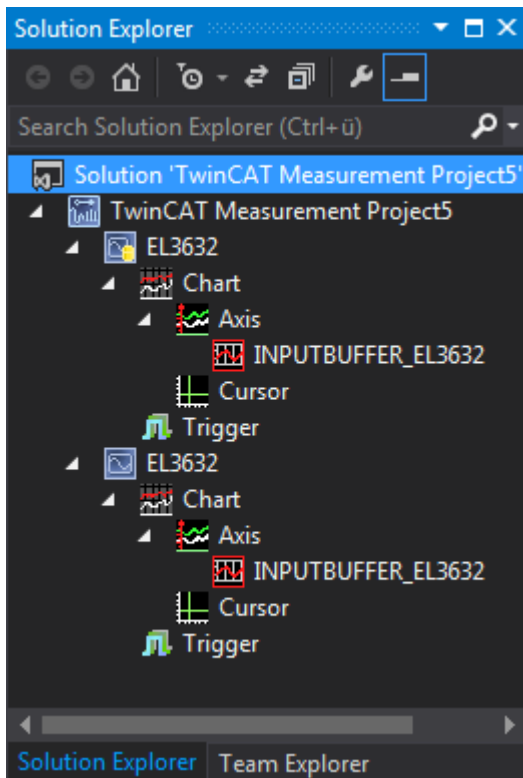 Solution Explorer
Search Solution Explorer (Ctrl+ü)
Solution 'TwinCAT Measurement Project5'
TwinCAT Measurement Project5
EL3632
Chart
Axis
INPUTBUFFER_EL3632
Cursor
Trigger
EL3632
Chart
Axis
INPUTBUFFER_EL3632
Cursor
Trigger
Solution Explorer Team Explorer